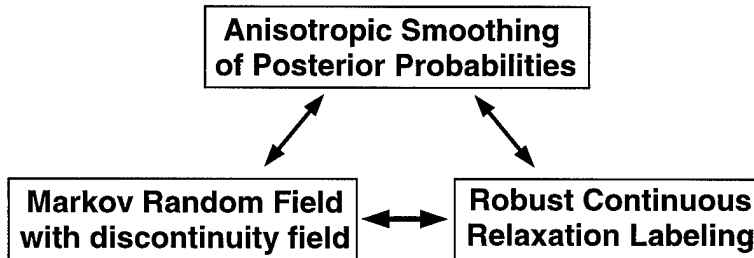 Anisotropic Smoothing
of Posterior Probabilities
Markov Random Field
with discontinuity field
Robust Continuous
Relaxation Labeling